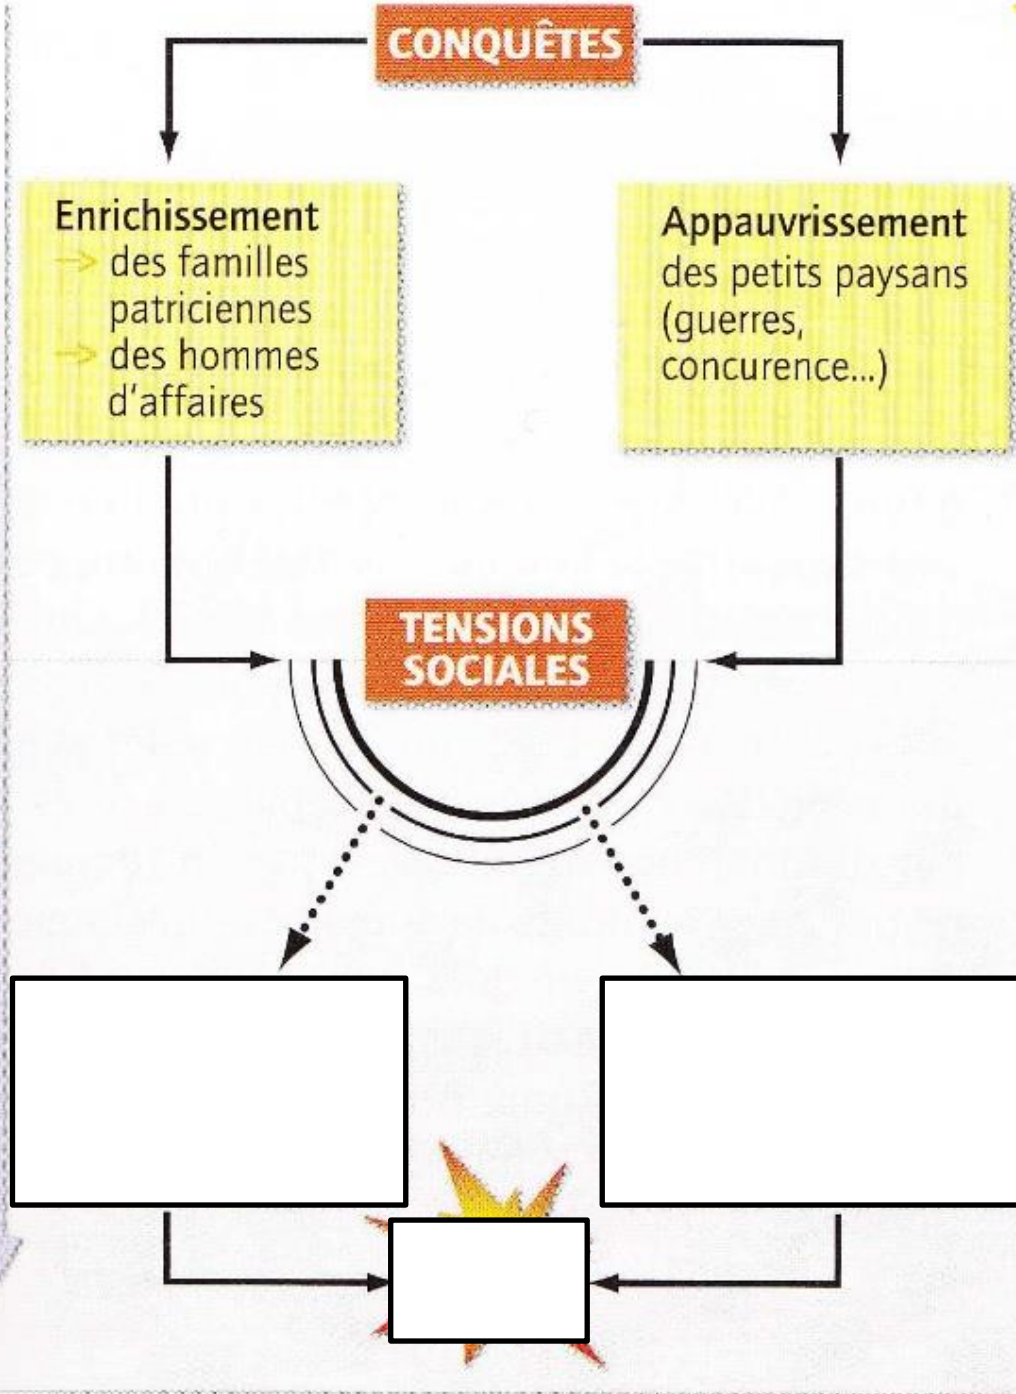 CONQUÊTES
Enrichissement
→ des familles
patriciennes
→ des hommes
d'affaires
Appauvrissement
des petits paysans
(guerres,
concurence...)
TENSIONS
SOCIALES